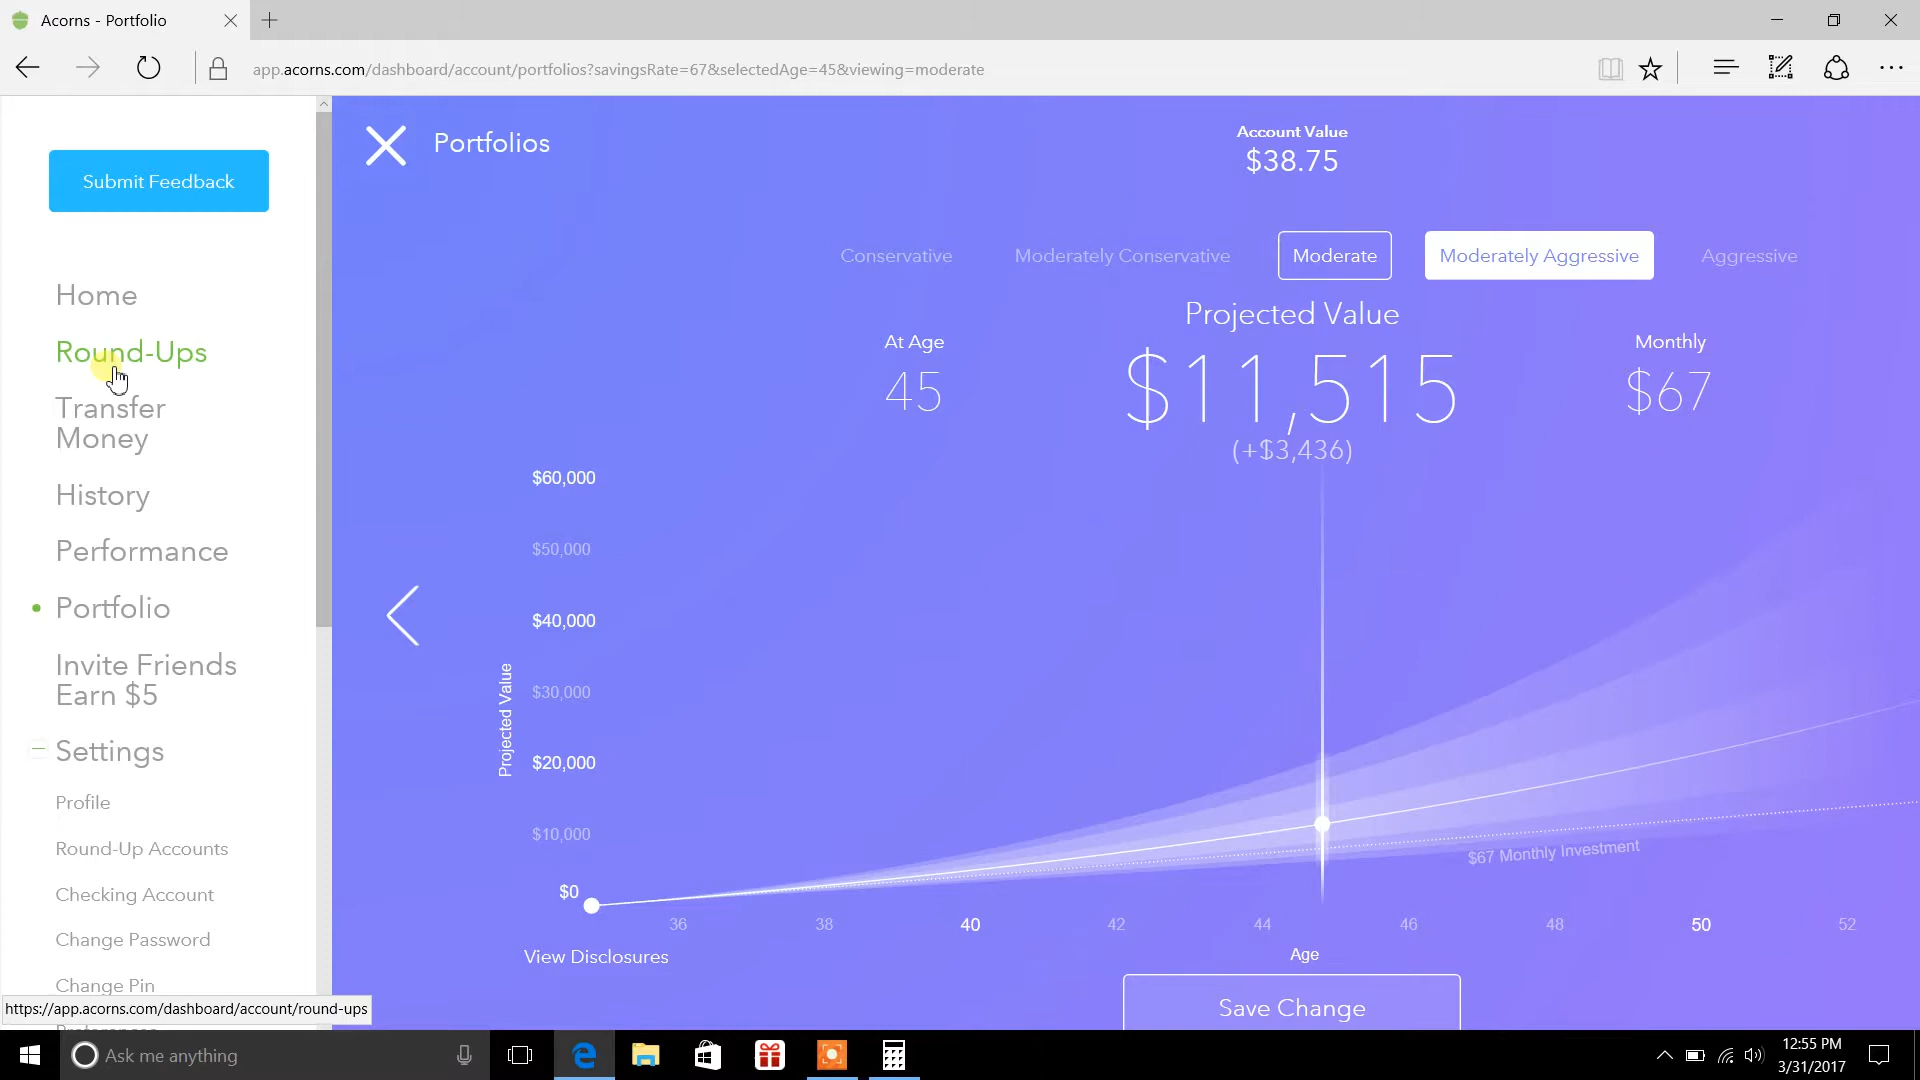 Acorns - Portfolio
app.acorns.com/dashboard/account/portfolios?savingsRate=67&selectedAge=45&viewing=moderate
Submit Feedback
Home
Round-Ups
Transfer
Money
History
Performance
Portfolio
Invite Friends
Earn $5
Settings
Profile
Round-Up Accounts
Checking Account
Change Password
Change Pin
Preferences
https://app.acorns.com/dashboard/account/round-ups
Portfolios
Account Value
$38.75
Conservative Moderately Conservative Moderate Moderately Aggressive Aggressive
Projected Value
At Age
45
$11,515
(+$3,436)
Monthly
$67
$60,000
$50,000
$40,000
$30,000
$20,000
$10,000
$0
Projected Value
$67 Monthly Investment
36 38 40 42 44 46 48 50 52
Age
View Disclosures
Save Change
Ask me anything
12:55 PM
3/31/2017